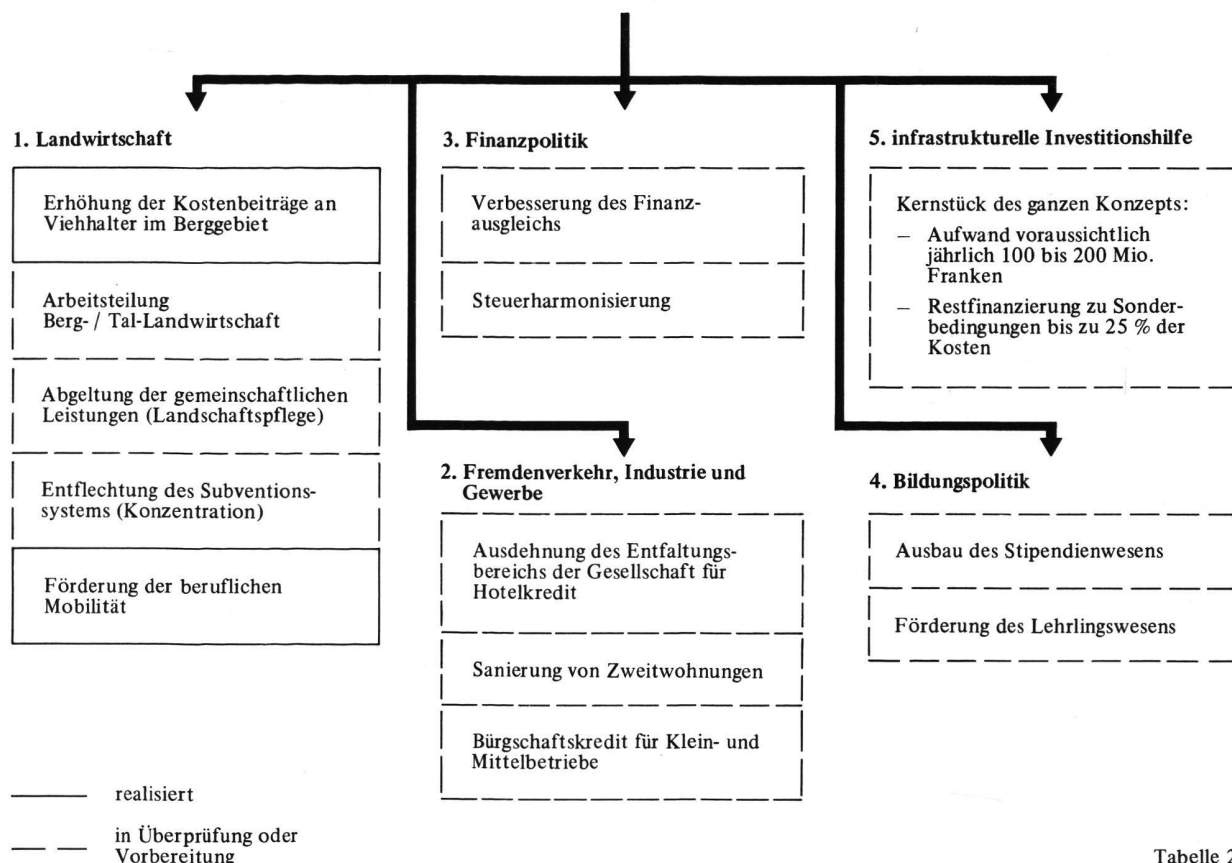 1. Landwirtschaft
Erhöhung der Kostenbeiträge an
Viehhalter im Berggebiet
Arbeitsteilung
Berg- / Tal-Landwirtschaft
Abgeltung der gemeinschaftlichen
Leistungen (Landschaftspflege)
Entflechtung des Subventions-
systems (Konzentration)
Förderung der beruflichen
Mobilität
3. Finanzpolitik
Verbesserung des Finanz-
ausgleichs
Steuerharmonisierung
5. infrastrukturelle Investitionshilfe
Kernstück des ganzen Konzepts:
– Aufwand voraussichtlich
jährlich 100 bis 200 Mio.
Franken
– Restfinanzierung zu Sonder-
bedingungen bis zu 25 % der
Kosten
2. Fremdenverkehr, Industrie und
Gewerbe
Ausdehnung des Entfaltungs-
bereichs der Gesellschaft für
Hotelkredit
Sanierung von Zweitwohnungen
Bürgschaftskredit für Klein- und
Mittelbetriebe
4. Bildungspolitik
Ausbau des Stipendienwesens
Förderung des Lehrlingswesens
realisiert
in Überprüfung oder
Vorbereitung
Tabelle 2